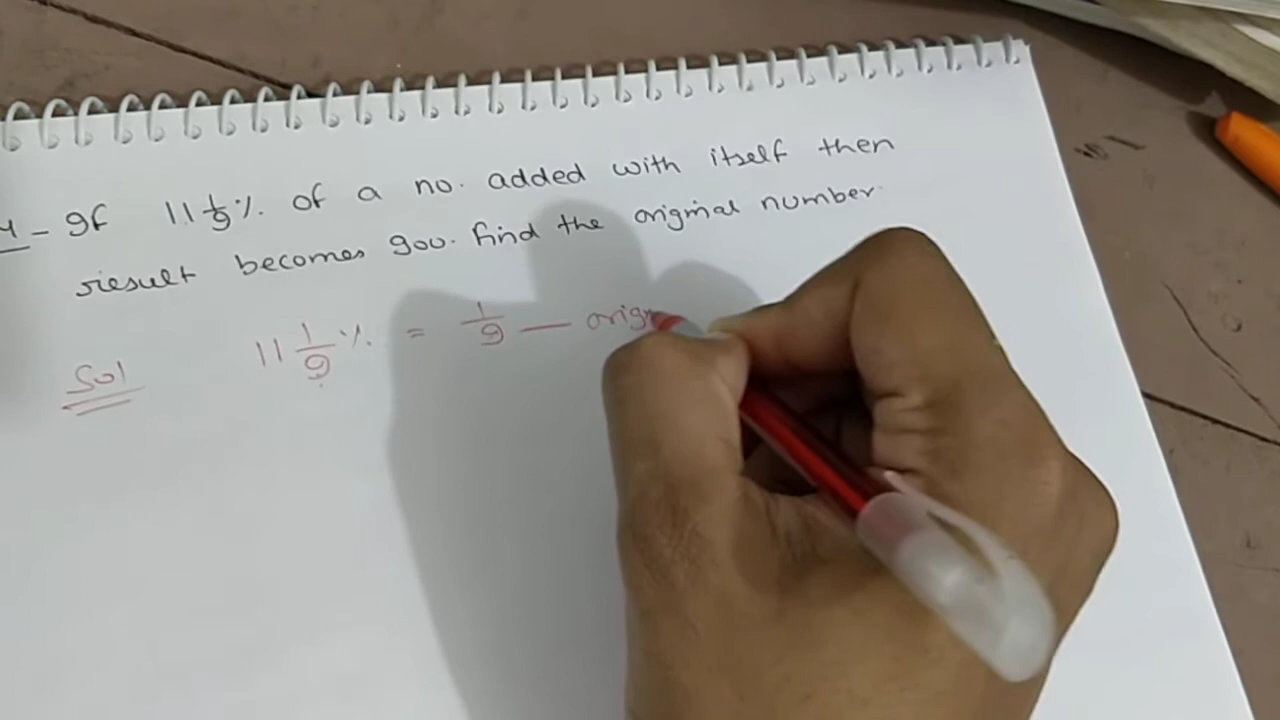 4 - If 11 1/9 %. of a no. added with itself then
result becomes 900. find the original number.
Sol 11 1/9 % = 1/9 — orig